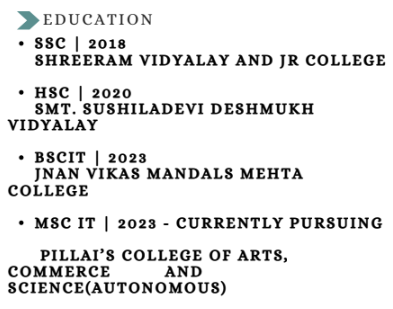 EDUCATION
• SSC | 2018
SHREERAM VIDYALAY AND JR COLLEGE
• HSC | 2020
SMT. SUSHILADEVI DESHMUKH
VIDYALAY
• BSCIT | 2023
JNAN VIKAS MANDALS MEHTA
COLLEGE
• MSC IT | 2023 - CURRENTLY PURSUING
PILLAI'S COLLEGE OF ARTS,
COMMERCE AND
SCIENCE(AUTONOMOUS)